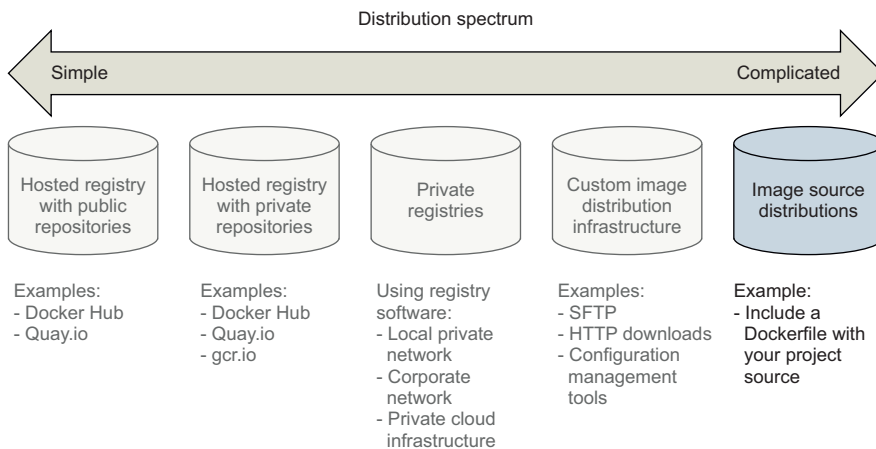 Distribution spectrum
Simple
Complicated
Hosted registry
with public
repositories
Hosted registry
with private
repositories
Private
registries
Custom image
distribution
infrastructure
Image source
distributions
Examples:
- Docker Hub
- Quay.io
Examples:
- Docker Hub
- Quay.io
- gcr.io
Using registry
software:
- Local private
network
- Corporate
network
- Private cloud
infrastructure
Examples:
- SFTP
- HTTP downloads
- Configuration
management
tools
Example:
- Include a
Dockerfile with
your project
source